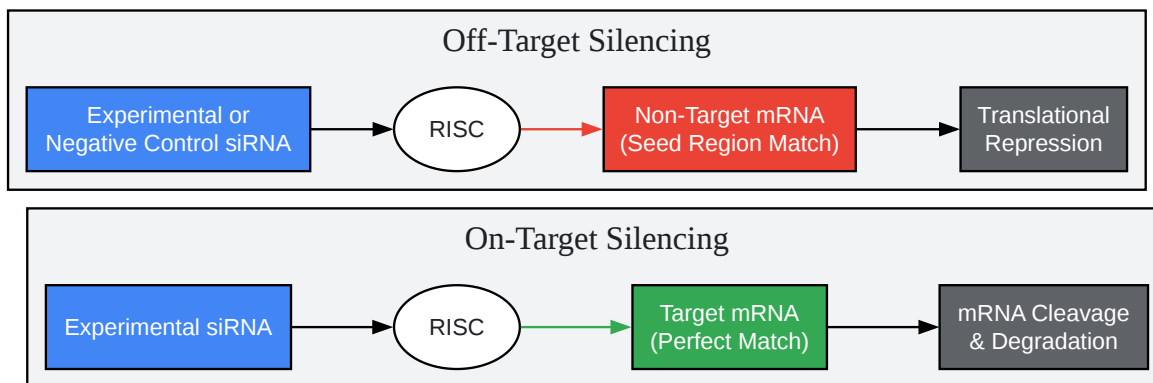 Off-Target Silencing
Experimental or
Negative Control siRNA
RISC
Non-Target mRNA
(Seed Region Match)
Translational
Repression
On-Target Silencing
Experimental siRNA
RISC
Target mRNA
(Perfect Match)
mRNA Cleavage
& Degradation